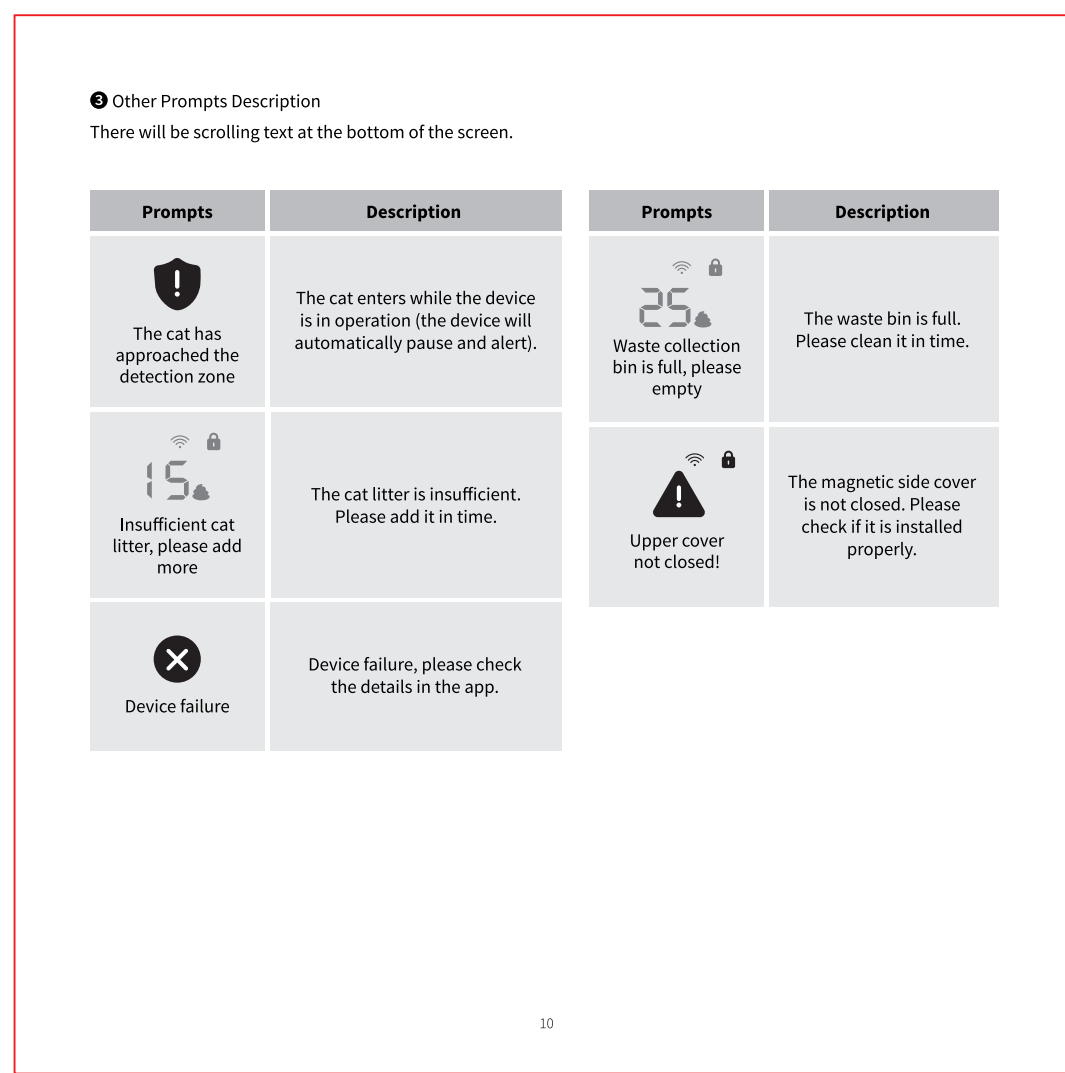 3 Other Prompts Description
There will be scrolling text at the bottom of the screen.
Prompts
Description
The cat has
approached the
detection zone
The cat enters while the device
is in operation (the device will
automatically pause and alert).
15
Insufficient cat
litter, please add
more
The cat litter is insufficient.
Please add it in time.
Device failure
Device failure, please check
the details in the app.
Prompts
Description
25
Waste collection
bin is full, please
empty
The waste bin is full.
Please clean it in time.
Upper cover
not closed!
The magnetic side cover
is not closed. Please
check if it is installed
properly.
10